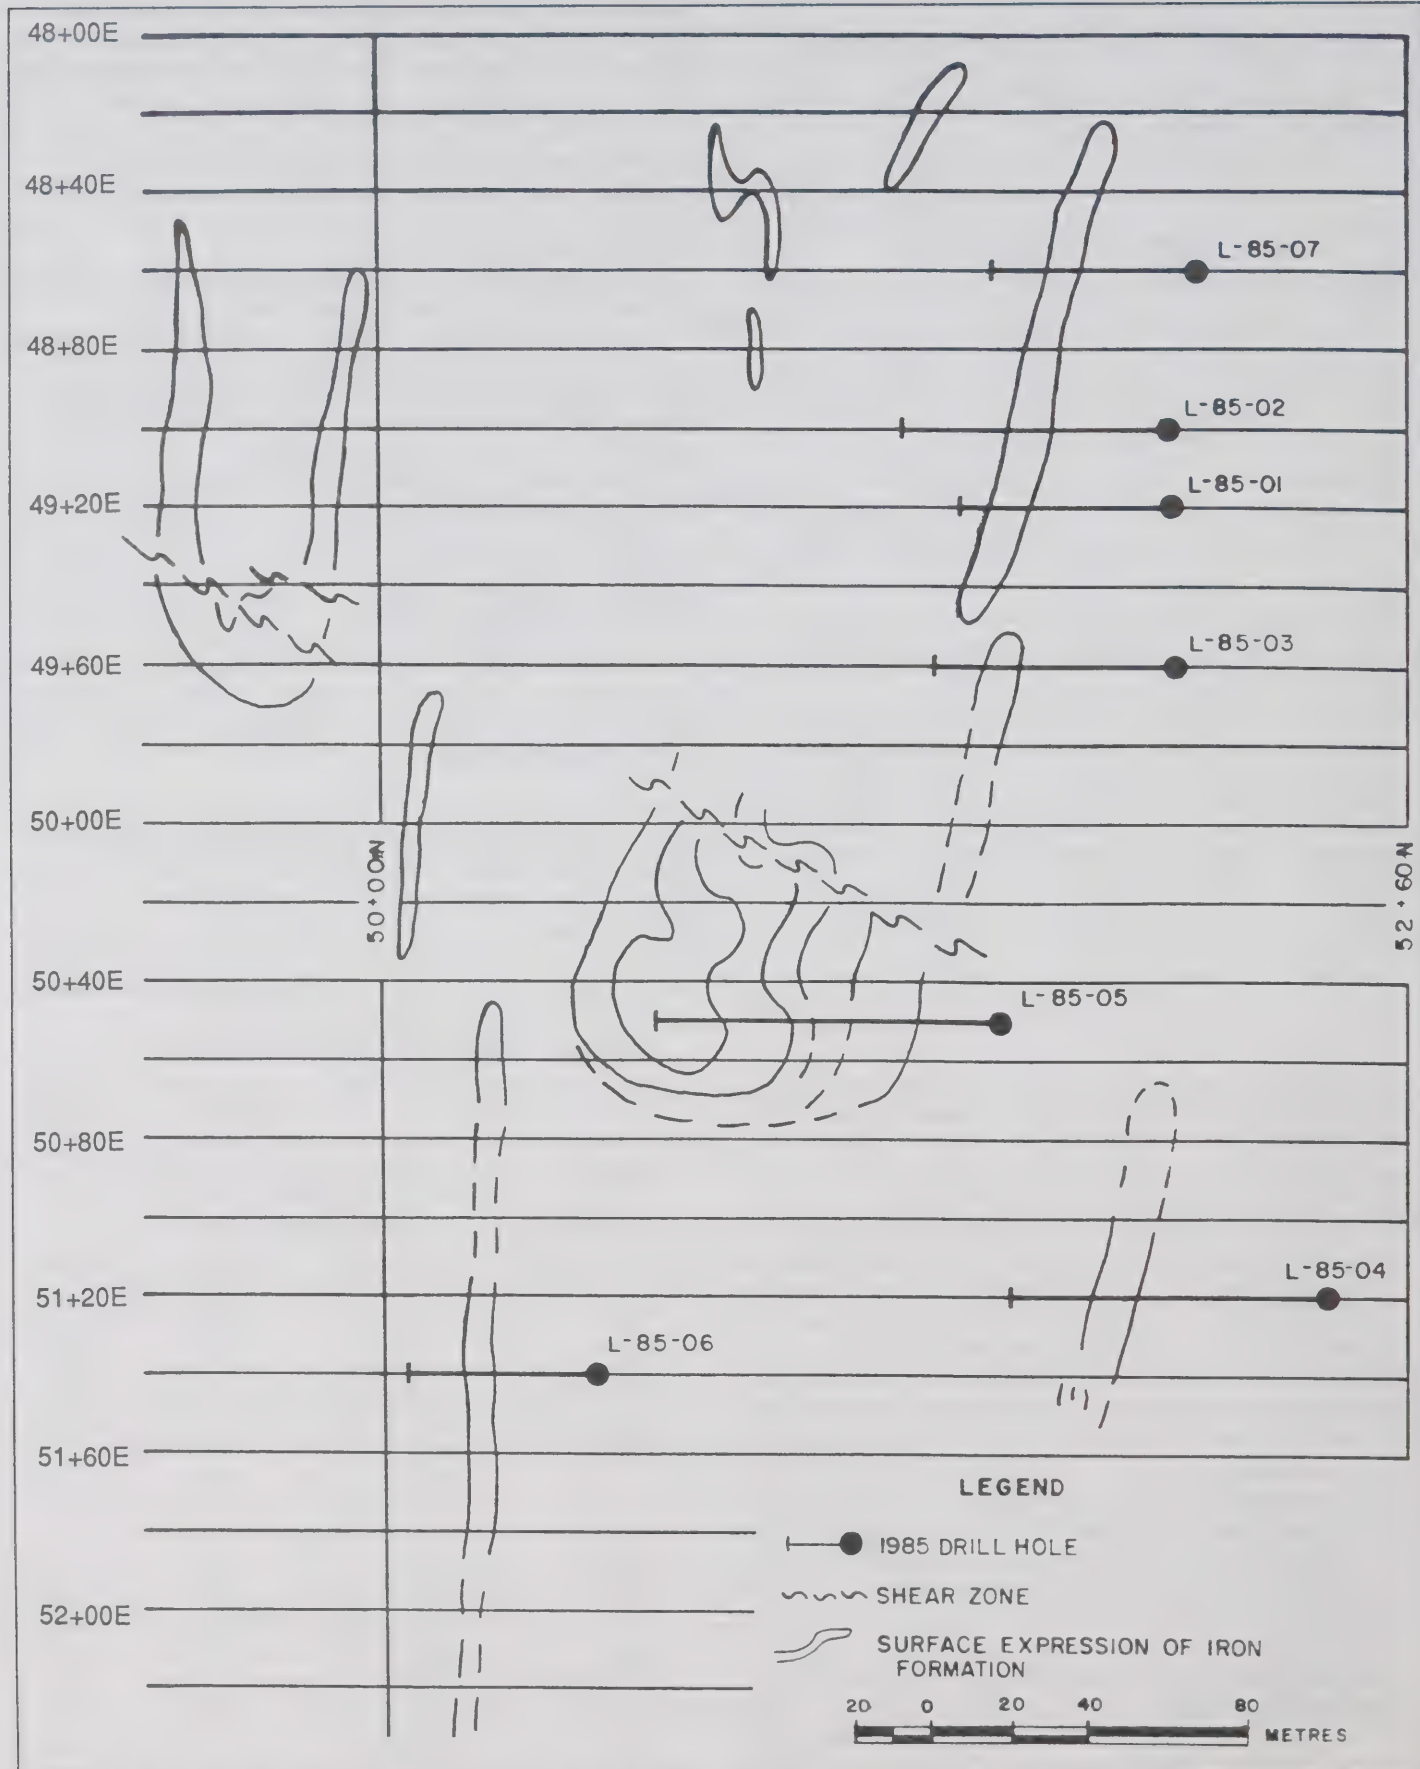 48+00E
48+40E
L-85-07
48+80E
L-85-02
L-85-01
49+20E
L-85-03
49+60E
50+00E
50+00N
52+60N
50+40E
L-85-05
50+80E
L-85-04
51+20E
L-85-06
51+60E
LEGEND
1985 DRILL HOLE
SHEAR ZONE
52+00E
SURFACE EXPRESSION OF IRON
FORMATION
20 0 20 40 80
METRES